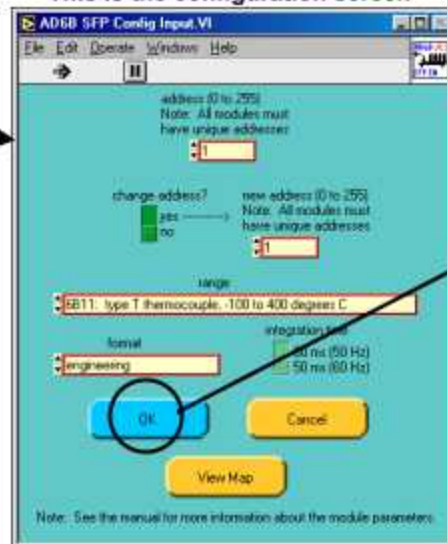 This is the configuration screen
AD6B SFP Config Input.VI
File Edit Operate Windows Help
address (0 to 255)
Note: All modules must
have unique addresses
1
change address?
yes -------->
no
new address (0 to 255)
Note: All modules must
have unique addresses
1
range
6B11: type T thermocouple, -100 to 400 degrees C
format
engineering
integration
ms (50 Hz)
50 ms (60 Hz)
OK
Cancel
View Map
Note: See the manual for more information about the module parameters.